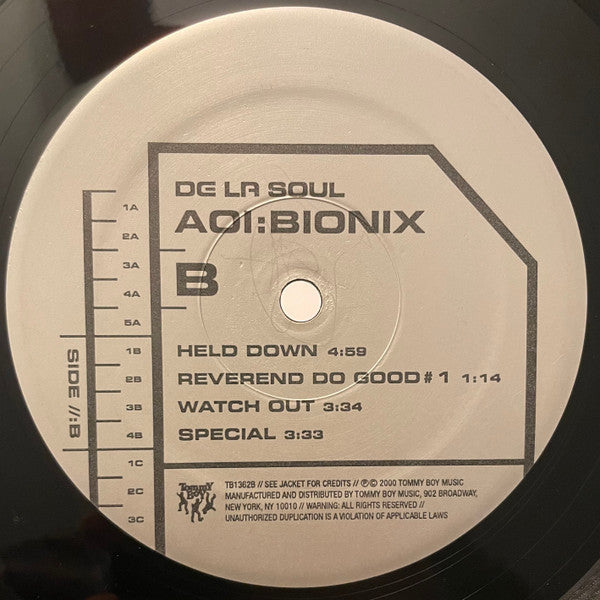 DE LA SOUL
AOI:BIONIX
B
HELD DOWN 4:59
REVEREND DO GOOD#1 1:14
WATCH OUT 3:34
SPECIAL 3:33
1A
2A
3A
4A
5A
1B
2B
3B
4B
1C
2C
3C
SIDE //:B
Tommy
Boy
TB1362B // SEE JACKET FOR CREDITS // ℗© 2000 TOMMY BOY MUSIC
MANUFACTURED AND DISTRIBUTED BY TOMMY BOY MUSIC, 902 BROADWAY,
NEW YORK, NY 10010 // WARNING: ALL RIGHTS RESERVED //
UNAUTHORIZED DUPLICATION IS A VIOLATION OF APPLICABLE LAWS